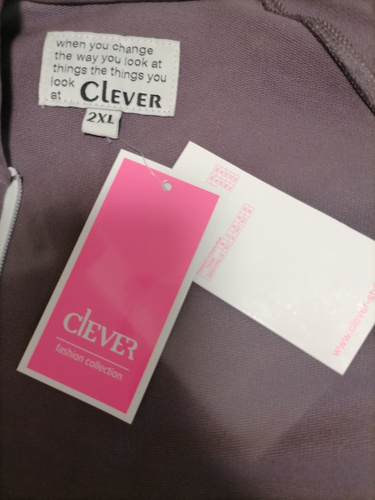 when you change
the way you look at
things the things you
look
at CLEVER
2XL
CLEVER
fashion collection